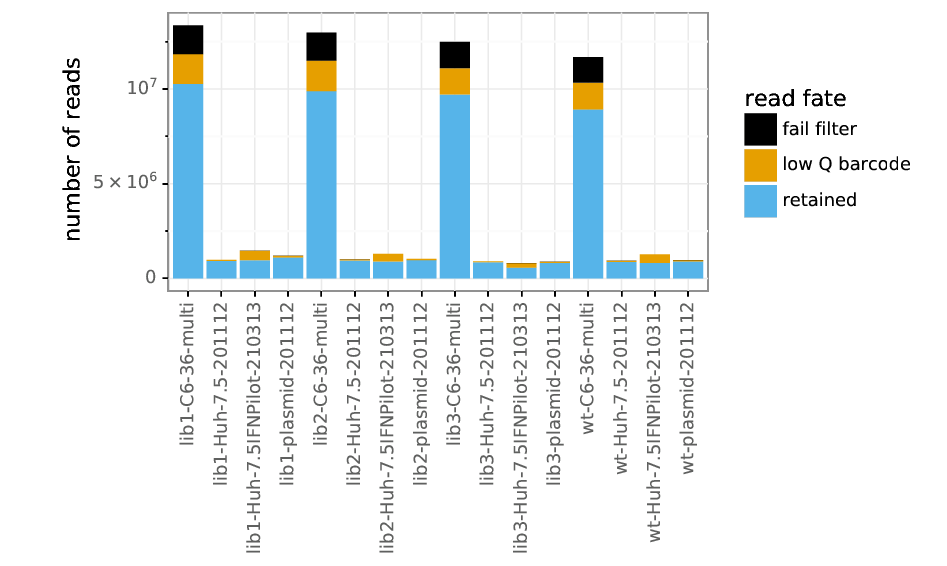 number of reads
10⁷
5 × 10⁶
0
lib1-C6-36-multi
lib1-Huh-7.5-201112
lib1-Huh-7.5IFNPilot-210313
lib1-plasmid-201112
lib2-C6-36-multi
lib2-Huh-7.5-201112
lib2-Huh-7.5IFNPilot-210313
lib2-plasmid-201112
lib3-C6-36-multi
lib3-Huh-7.5-201112
lib3-Huh-7.5IFNPilot-210313
lib3-plasmid-201112
wt-C6-36-multi
wt-Huh-7.5-201112
wt-Huh-7.5IFNPilot-210313
wt-plasmid-201112
read fate
fail filter
low Q barcode
retained